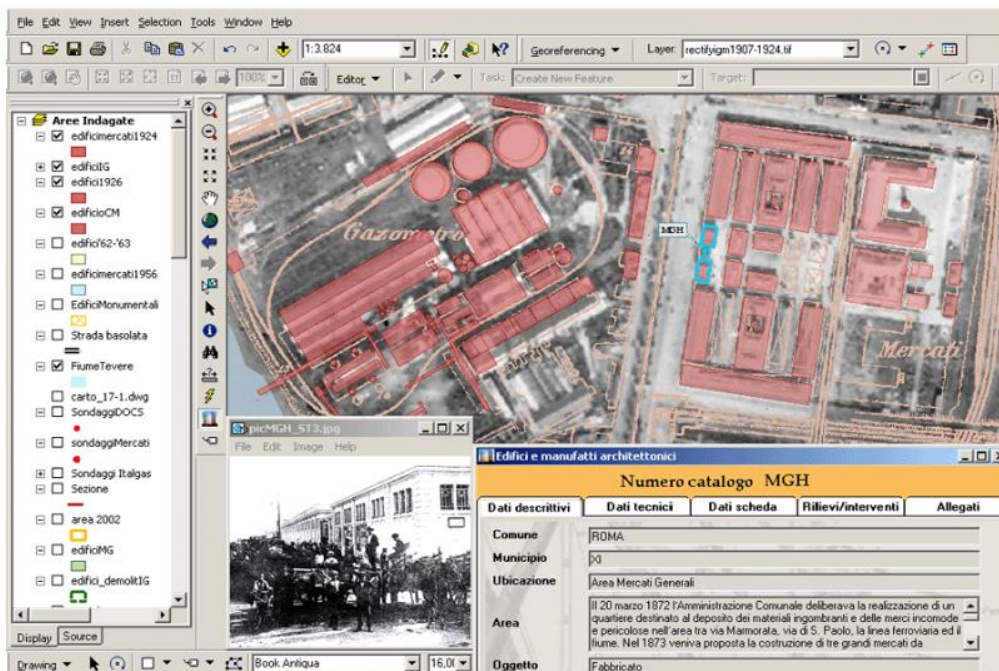 File Edit View Insert Selection Tools Window Help
1:3.824 Georeferencing Layer: rectifyigm1907-1924.tif
100% Editor Task: Create New Feature Target:
Aree Indagate
edificimercati1924
edificiIG
edifici1926
edificioCM
edifici'62-'63
edificimercati1956
EdificiMonumentali
Strada basolata
FiumeTevere
carto_17-1.dwg
SondaggiDOCS
sondaggiMercati
Sondaggi Italgas
Sezione
area 2002
edificiMG
edifici_demolitIG
Display Source
Drawing Book Antiqua 16,0(
Gazometro
MGH
Mercati
picMGH_ST3.jpg
File Edit Image Help
Edifici e manufatti architettonici
Numero catalogo MGH
Dati descrittivi Dati tecnici Dati scheda Rilievi/interventi Allegati
Comune ROMA
Municipio XI
Ubicazione Area Mercati Generali
Area
Il 20 marzo 1872 l'Amministrazione Comunale deliberava la realizzazione di un
quartiere destinato al deposito dei materiali ingombranti e delle merci incomode
e pericolose nell'area tra via Marmorata, via di S. Paolo, la linea ferroviaria ed il
fiume. Nel 1873 veniva proposta la costruzione di tre grandi mercati da
Oggetto Fabbricato